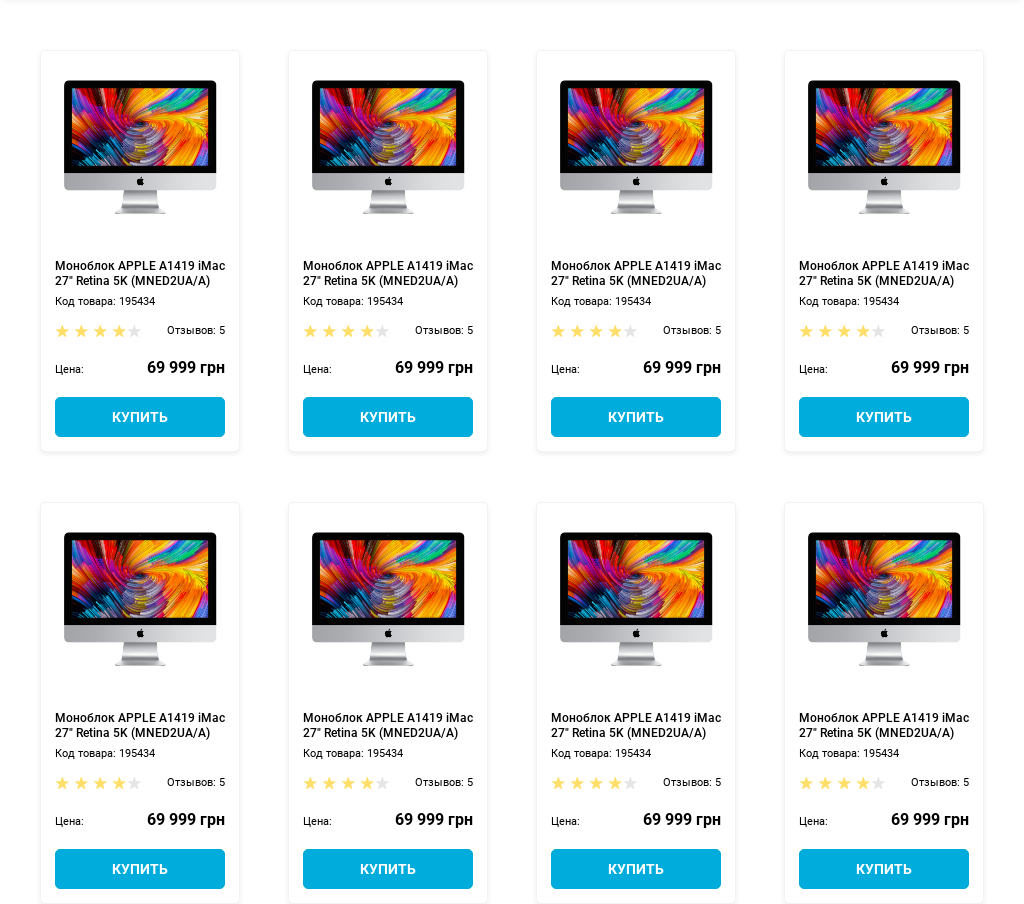 Моноблок APPLE A1419 iMac
27" Retina 5K (MNED2UA/A)
Код товара: 195434
Отзывов: 5
Цена: 69 999 грн
КУПИТЬ
Моноблок APPLE A1419 iMac
27" Retina 5K (MNED2UA/A)
Код товара: 195434
Отзывов: 5
Цена: 69 999 грн
КУПИТЬ
Моноблок APPLE A1419 iMac
27" Retina 5K (MNED2UA/A)
Код товара: 195434
Отзывов: 5
Цена: 69 999 грн
КУПИТЬ
Моноблок APPLE A1419 iMac
27" Retina 5K (MNED2UA/A)
Код товара: 195434
Отзывов: 5
Цена: 69 999 грн
КУПИТЬ
Моноблок APPLE A1419 iMac
27" Retina 5K (MNED2UA/A)
Код товара: 195434
Отзывов: 5
Цена: 69 999 грн
КУПИТЬ
Моноблок APPLE A1419 iMac
27" Retina 5K (MNED2UA/A)
Код товара: 195434
Отзывов: 5
Цена: 69 999 грн
КУПИТЬ
Моноблок APPLE A1419 iMac
27" Retina 5K (MNED2UA/A)
Код товара: 195434
Отзывов: 5
Цена: 69 999 грн
КУПИТЬ
Моноблок APPLE A1419 iMac
27" Retina 5K (MNED2UA/A)
Код товара: 195434
Отзывов: 5
Цена: 69 999 грн
КУПИТЬ